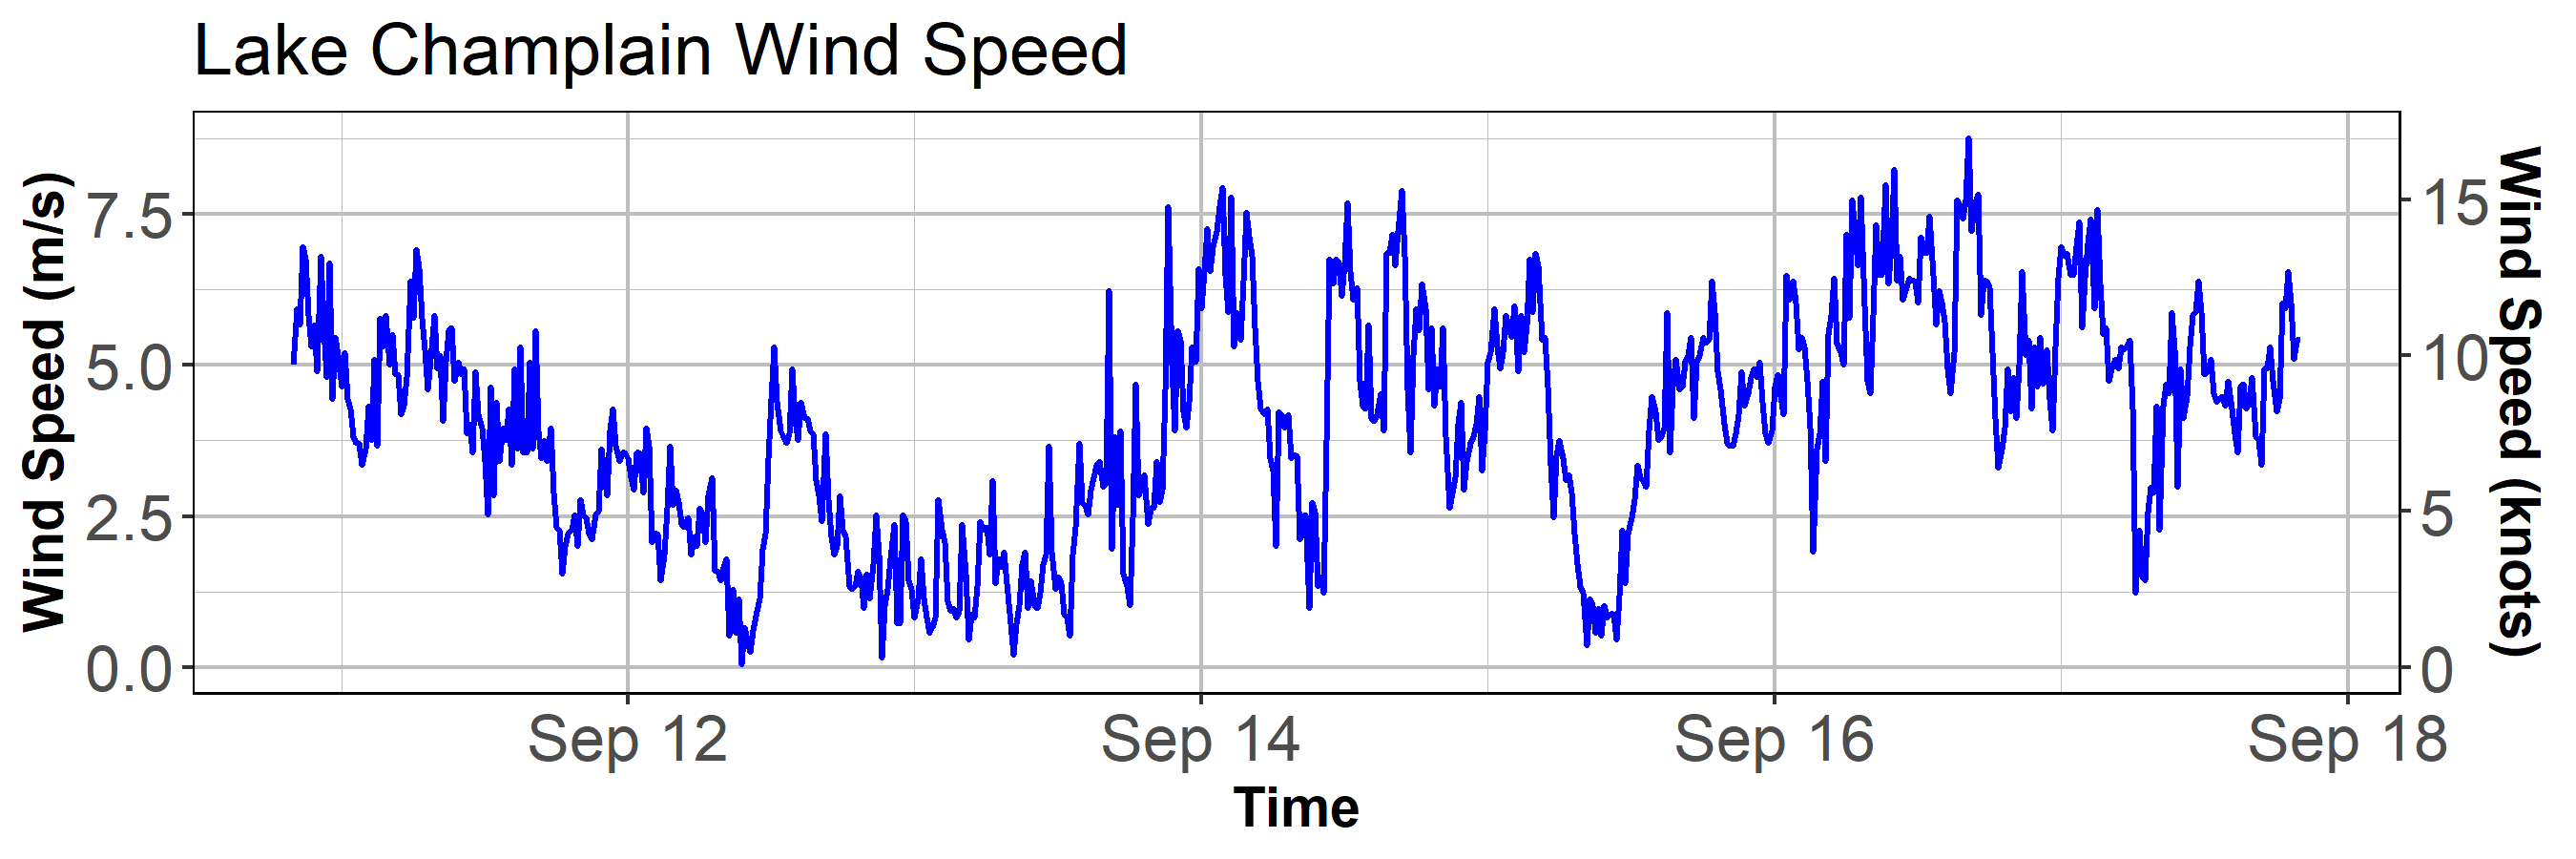 Lake Champlain Wind Speed
Wind Speed (m/s)
7.5
5.0
2.5
0.0
15
10
5
0
Wind Speed (knots)
Sep 12
Sep 14
Sep 16
Sep 18
Time